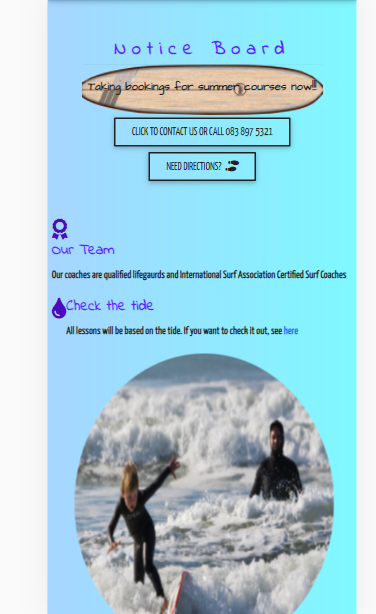 Notice Board
Taking bookings for summer courses now!!
CLICK TO CONTACT US OR CALL 083 897 5321
NEED DIRECTIONS?
Our Team
Our coaches are qualified lifegaurds and International Surf Association Certified Surf Coaches
Check the tide
All lessons will be based on the tide. If you want to check it out, see here